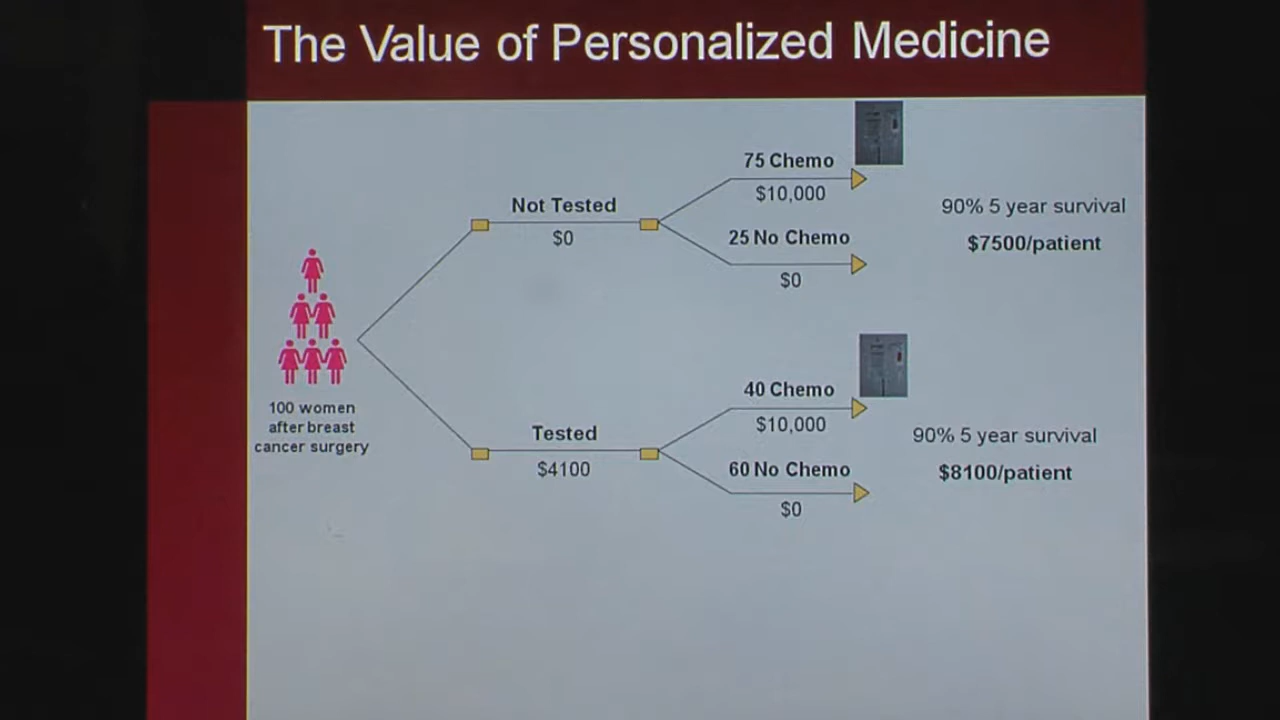 The Value of Personalized Medicine
75 Chemo
$10,000
Not Tested
$0
25 No Chemo
$0
90% 5 year survival
$7500/patient
100 women
after breast
cancer surgery
40 Chemo
$10,000
Tested
$4100
60 No Chemo
$0
90% 5 year survival
$8100/patient